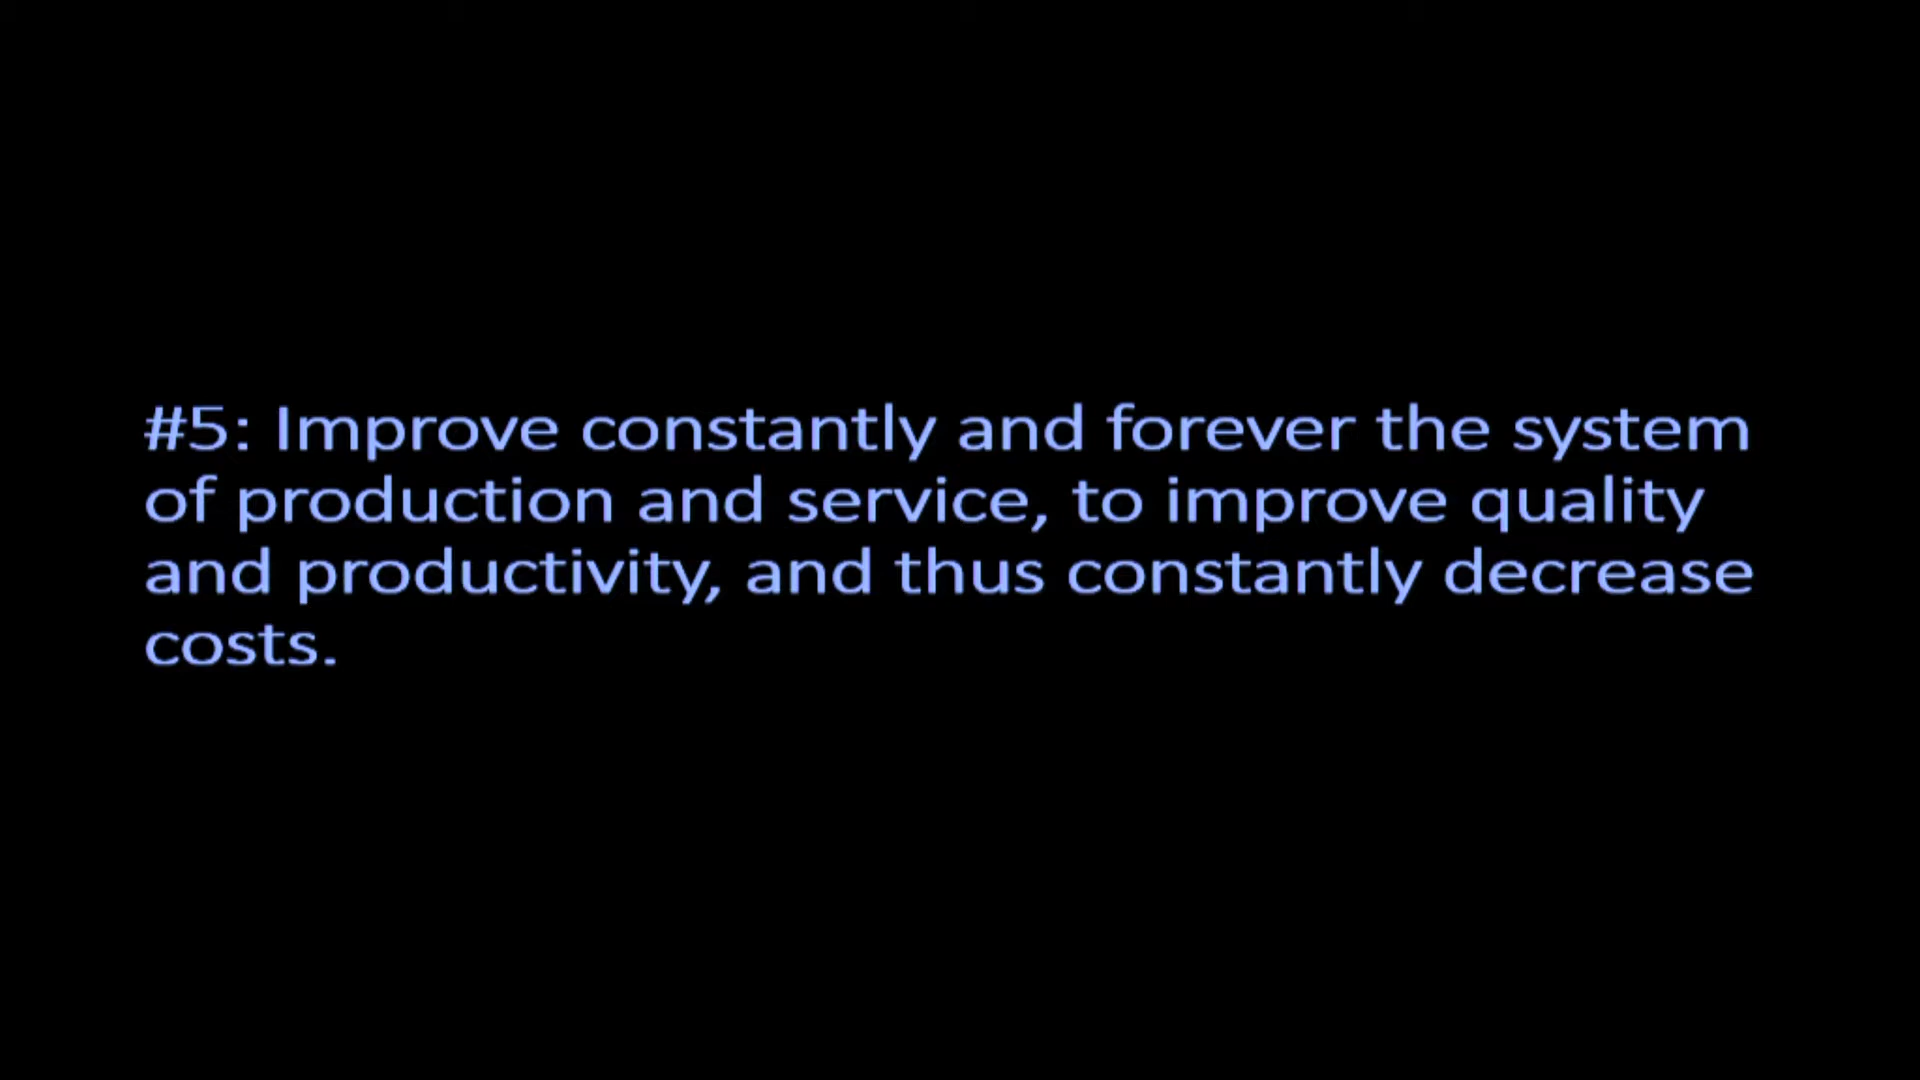 #5: Improve constantly and forever the system
of production and service, to improve quality
and productivity, and thus constantly decrease
costs.